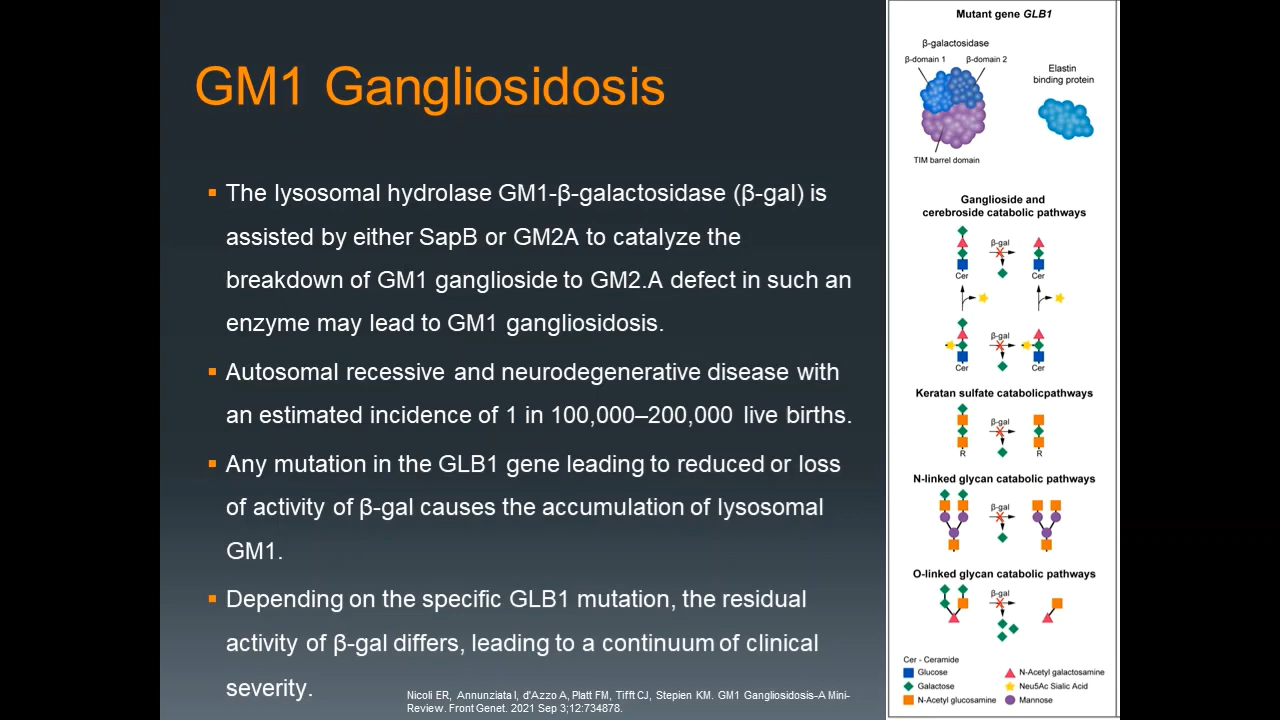 GM1 Gangliosidosis
▪ The lysosomal hydrolase GM1-β-galactosidase (β-gal) is
assisted by either SapB or GM2A to catalyze the
breakdown of GM1 ganglioside to GM2.A defect in such an
enzyme may lead to GM1 gangliosidosis.
▪ Autosomal recessive and neurodegenerative disease with
an estimated incidence of 1 in 100,000–200,000 live births.
▪ Any mutation in the GLB1 gene leading to reduced or loss
of activity of β-gal causes the accumulation of lysosomal
GM1.
▪ Depending on the specific GLB1 mutation, the residual
activity of β-gal differs, leading to a continuum of clinical
severity.
Nicoli ER, Annunziata I, d'Azzo A, Platt FM, Tifft CJ, Stepien KM. GM1 Gangliosidosis–A Mini-
Review. Front Genet. 2021 Sep 3;12:734878.
Mutant gene GLB1
β-galactosidase
β-domain 1 β-domain 2
Elastin
binding protein
TIM barrel domain
Ganglioside and
cerebroside catabolic pathways
β-gal
Cer Cer
β-gal
Cer Cer
Keratan sulfate catabolicpathways
β-gal
R R
N-linked glycan catabolic pathways
β-gal
O-linked glycan catabolic pathways
β-gal
Cer - Ceramide
Glucose
Galactose
N-Acetyl glucosamine
N-Acetyl galactosamine
Neu5Ac Sialic Acid
Mannose